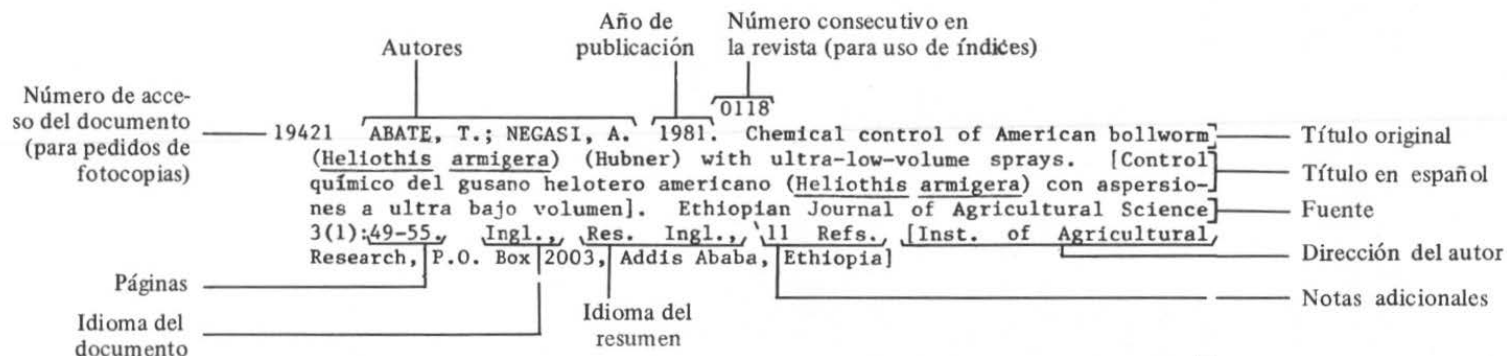 Autores
Año de
publicación
Número consecutivo en
la revista (para uso de índices)
Número de acce-
so del documento
(para pedidos de
fotocopias)
0118
19421 ABATE, T.; NEGASI, A. 1981. Chemical control of American bollworm
(Heliothis armigera) (Hubner) with ultra-low-volume sprays. [Control
químico del gusano helotero americano (Heliothis armigera) con aspersio-
nes a ultra bajo volumen]. Ethiopian Journal of Agricultural Science
3(1):49-55. Ingl., Res. Ingl., 11 Refs. [Inst. of Agricultural
Research, P.O. Box 2003, Addis Ababa, Ethiopia]
Título original
Título en español
Fuente
Dirección del autor
Notas adicionales
Páginas
Idioma del
documento
Idioma del
resumen